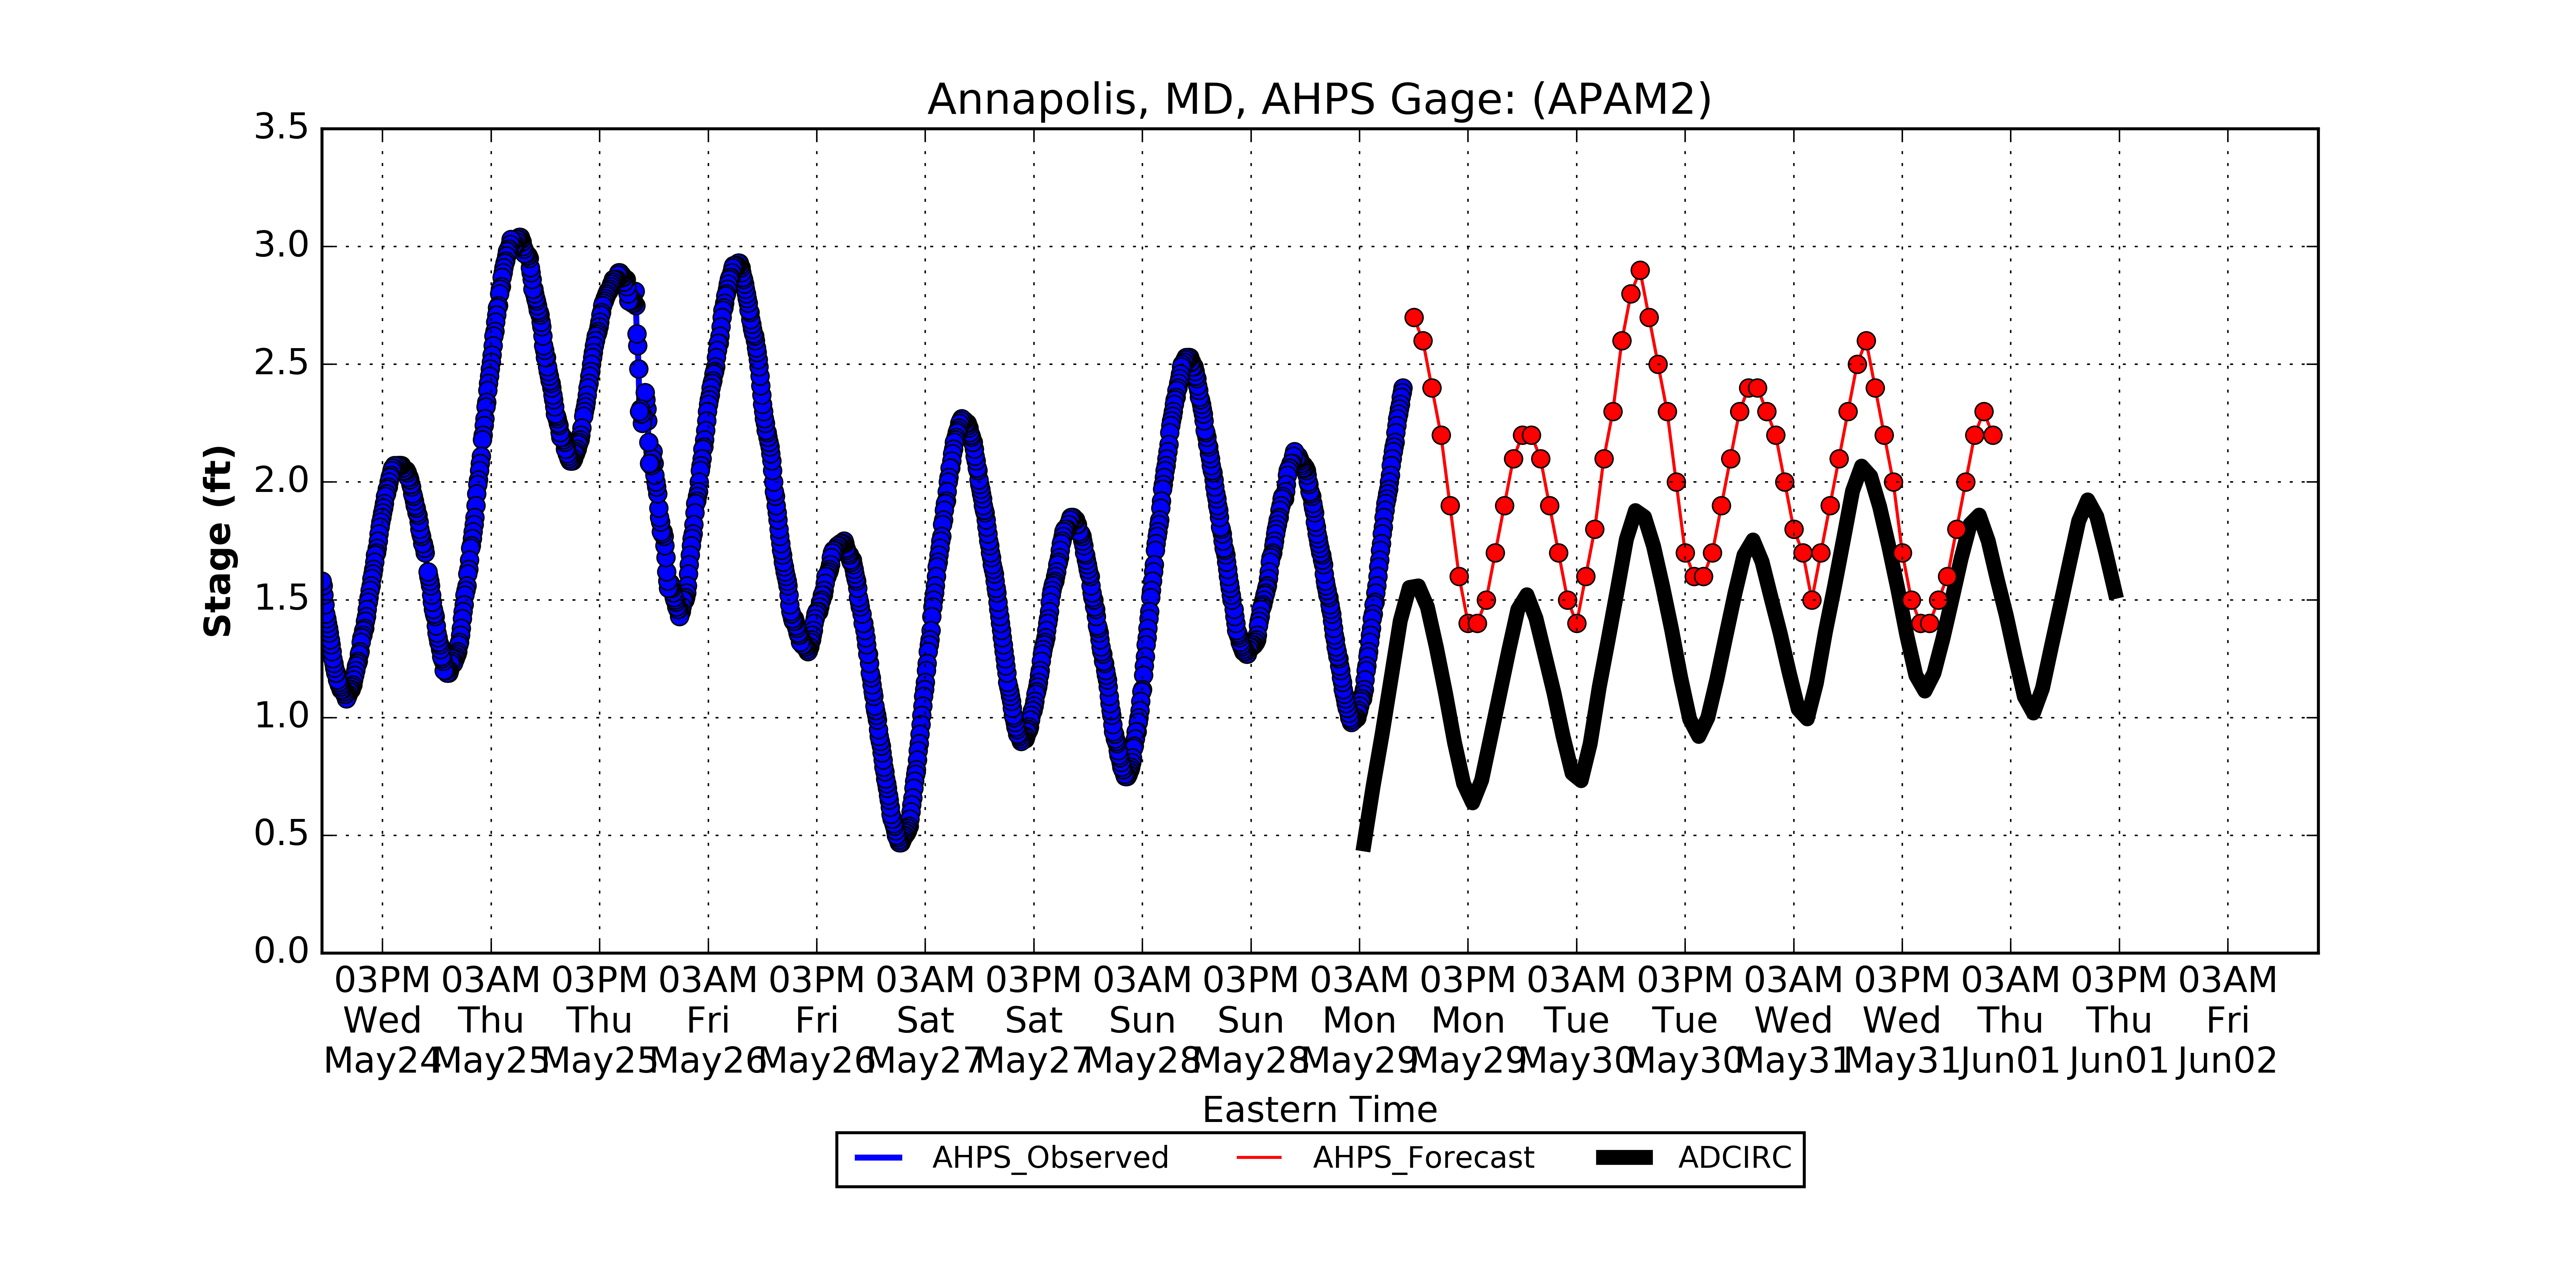 Annapolis, MD, AHPS Gage: (APAM2)
3.5
3.0
2.5
2.0
1.5
1.0
0.5
0.0
Stage (ft)
03PM 03AM 03PM 03AM 03PM 03AM 03PM 03AM 03PM 03AM 03PM 03AM 03PM 03AM 03PM 03AM 03PM 03AM
Wed Thu Thu Fri Fri Sat Sat Sun Sun Mon Mon Tue Tue Wed Wed Thu Thu Fri
May24 May25 May25 May26 May26 May27 May27 May28 May28 May29 May29 May30 May30 May31 May31 Jun01 Jun01 Jun02
Eastern Time
AHPS_Observed AHPS_Forecast ADCIRC